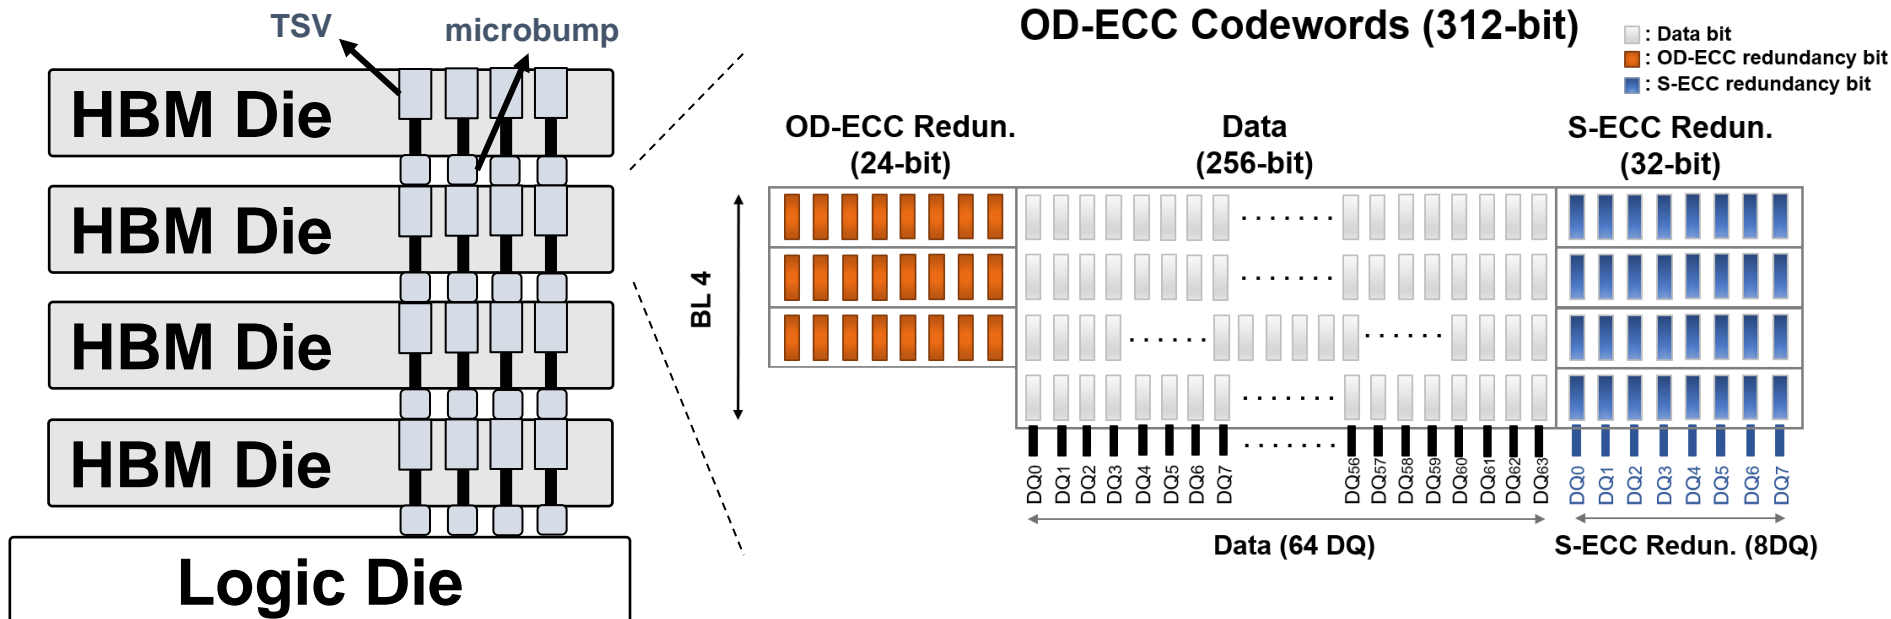 TSV
microbump
HBM Die
HBM Die
HBM Die
HBM Die
Logic Die
OD-ECC Codewords (312-bit)
: Data bit
: OD-ECC redundancy bit
: S-ECC redundancy bit
OD-ECC Redun.
(24-bit)
Data
(256-bit)
S-ECC Redun.
(32-bit)
BL 4
DQ0 DQ1 DQ2 DQ3 DQ4 DQ5 DQ6 DQ7 ....... DQ56 DQ57 DQ58 DQ59 DQ60 DQ61 DQ62 DQ63
DQ0 DQ1 DQ2 DQ3 DQ4 DQ5 DQ6 DQ7
Data (64 DQ)
S-ECC Redun. (8DQ)